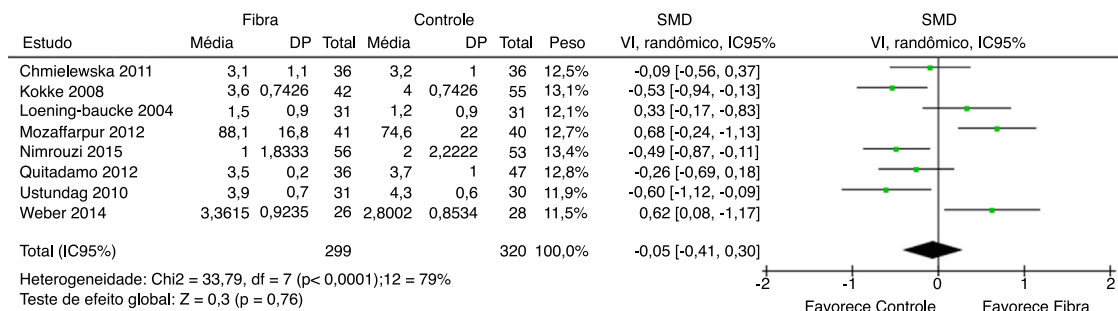 Fibra Controle SMD SMD
Estudo Média DP Total Média DP Total Peso VI, randômico, IC95% VI, randômico, IC95%
Chmielewska 2011 3,1 1,1 36 3,2 1 36 12,5% -0,09 [-0,56, 0,37]
Kokke 2008 3,6 0,7426 42 4 0,7426 55 13,1% -0,53 [-0,94, -0,13]
Loening-baucke 2004 1,5 0,9 31 1,2 0,9 31 12,1% 0,33 [-0,17, -0,83]
Mozaffarpur 2012 88,1 16,8 41 74,6 22 40 12,7% 0,68 [-0,24, -1,13]
Nimrouzi 2015 1 1,8333 56 2 2,2222 53 13,4% -0,49 [-0,87, -0,11]
Quitadamo 2012 3,5 0,2 36 3,7 1 47 12,8% -0,26 [-0,69, 0,18]
Ustundag 2010 3,9 0,7 31 4,3 0,6 30 11,9% -0,60 [-1,12, -0,09]
Weber 2014 3,3615 0,9235 26 2,8002 0,8534 28 11,5% 0,62 [0,08, -1,17]
Total (IC95%) 299 320 100,0% -0,05 [-0,41, 0,30]
Heterogeneidade: Chi2 = 33,79, df = 7 (p< 0,0001);12 = 79%
Teste de efeito global: Z = 0,3 (p = 0,76)
-2 -1 0 1 2
Favorece Controle Favorece Fibra